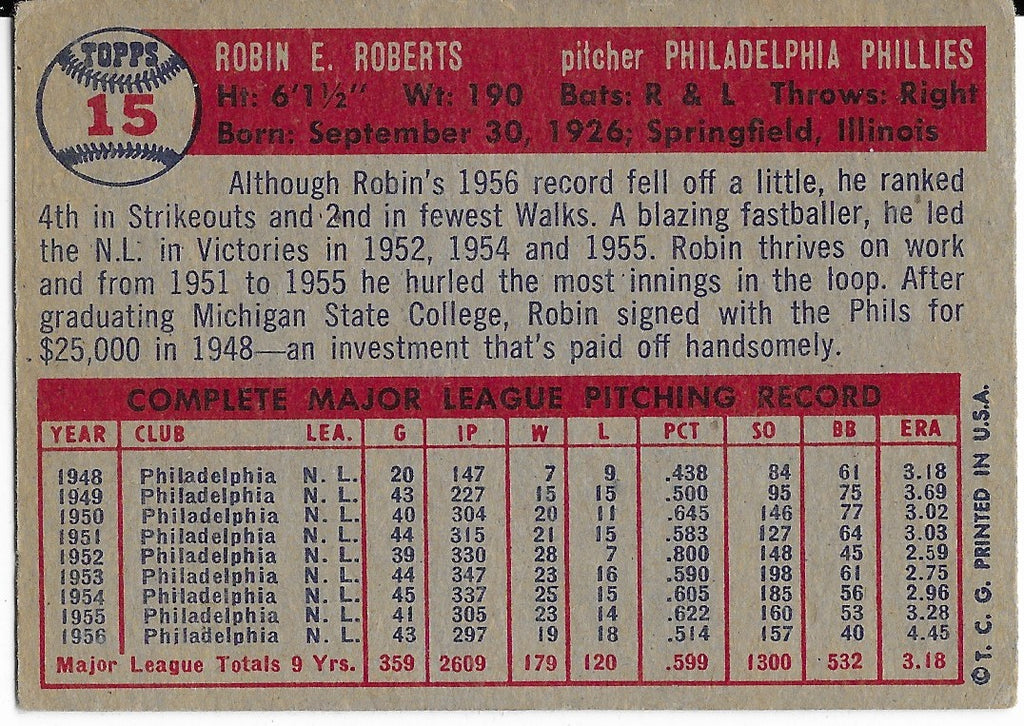 TOPPS
15
ROBIN E. ROBERTS pitcher PHILADELPHIA PHILLIES
Ht: 6'1½" Wt: 190 Bats: R & L Throws: Right
Born: September 30, 1926; Springfield, Illinois
Although Robin's 1956 record fell off a little, he ranked
4th in Strikeouts and 2nd in fewest Walks. A blazing fastballer, he led
the N.L. in Victories in 1952, 1954 and 1955. Robin thrives on work
and from 1951 to 1955 he hurled the most innings in the loop. After
graduating Michigan State College, Robin signed with the Phils for
$25,000 in 1948—an investment that's paid off handsomely.
COMPLETE MAJOR LEAGUE PITCHING RECORD
YEAR CLUB LEA. G IP W L PCT SO BB ERA
1948 Philadelphia N. L. 20 147 7 9 .438 84 61 3.18
1949 Philadelphia N. L. 43 227 15 15 .500 95 75 3.69
1950 Philadelphia N. L. 40 304 20 11 .645 146 77 3.02
1951 Philadelphia N. L. 44 315 21 15 .583 127 64 3.03
1952 Philadelphia N. L. 39 330 28 7 .800 148 45 2.59
1953 Philadelphia N. L. 44 347 23 16 .590 198 61 2.75
1954 Philadelphia N. L. 45 337 25 15 .605 185 56 2.96
1955 Philadelphia N. L. 41 305 23 14 .622 160 53 3.28
1956 Philadelphia N. L. 43 297 19 18 .514 157 40 4.45
Major League Totals 9 Yrs. 359 2609 179 120 .599 1300 532 3.18
© T. C. G. PRINTED IN U.S.A.